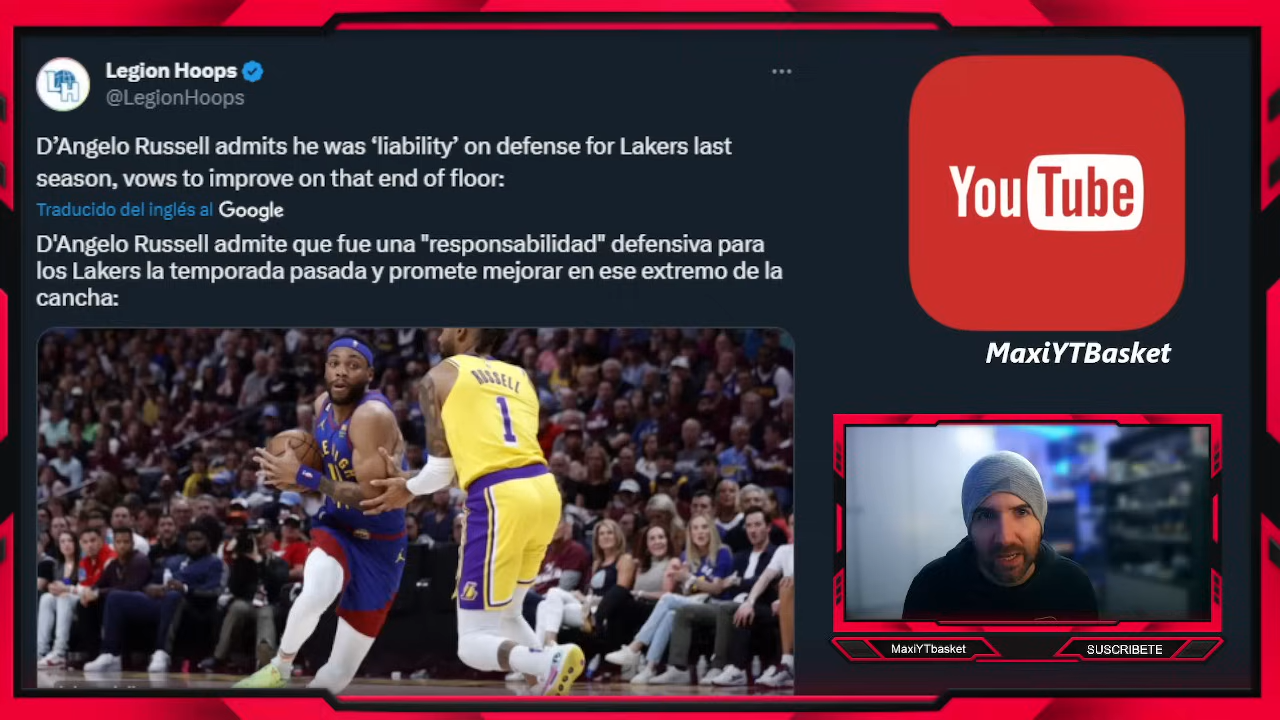 Legion Hoops
@LegionHoops
D’Angelo Russell admits he was ‘liability’ on defense for Lakers last
season, vows to improve on that end of floor:
Traducido del inglés al Google
D'Angelo Russell admite que fue una "responsabilidad" defensiva para
los Lakers la temporada pasada y promete mejorar en ese extremo de la
cancha:
RUSSELL
1
YouTube
MaxiYTBasket
MaxiYTbasket
SUSCRIBETE